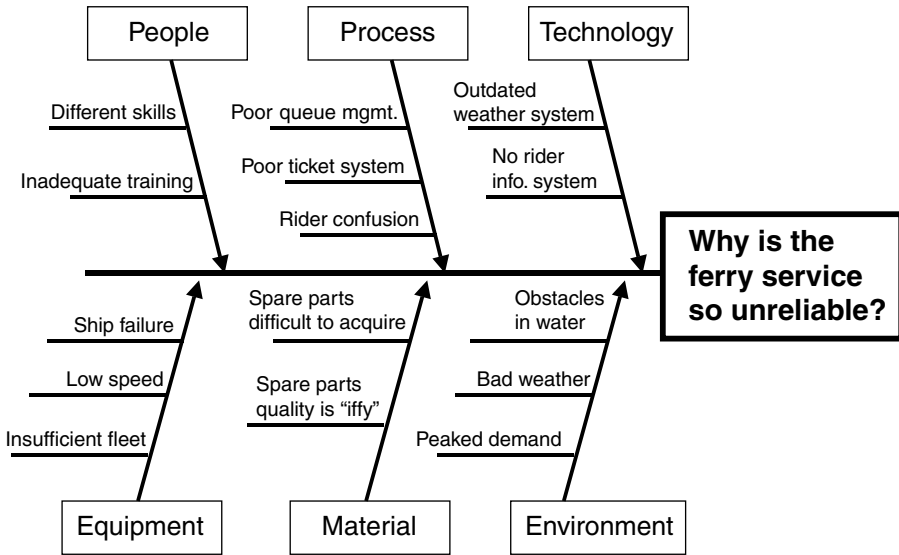 People
Process
Technology
Different skills
Inadequate training
Poor queue mgmt.
Poor ticket system
Rider confusion
Outdated
weather system
No rider
info. system
Why is the
ferry service
so unreliable?
Ship failure
Low speed
Insufficient fleet
Spare parts
difficult to acquire
Spare parts
quality is “iffy”
Obstacles
in water
Bad weather
Peaked demand
Equipment
Material
Environment